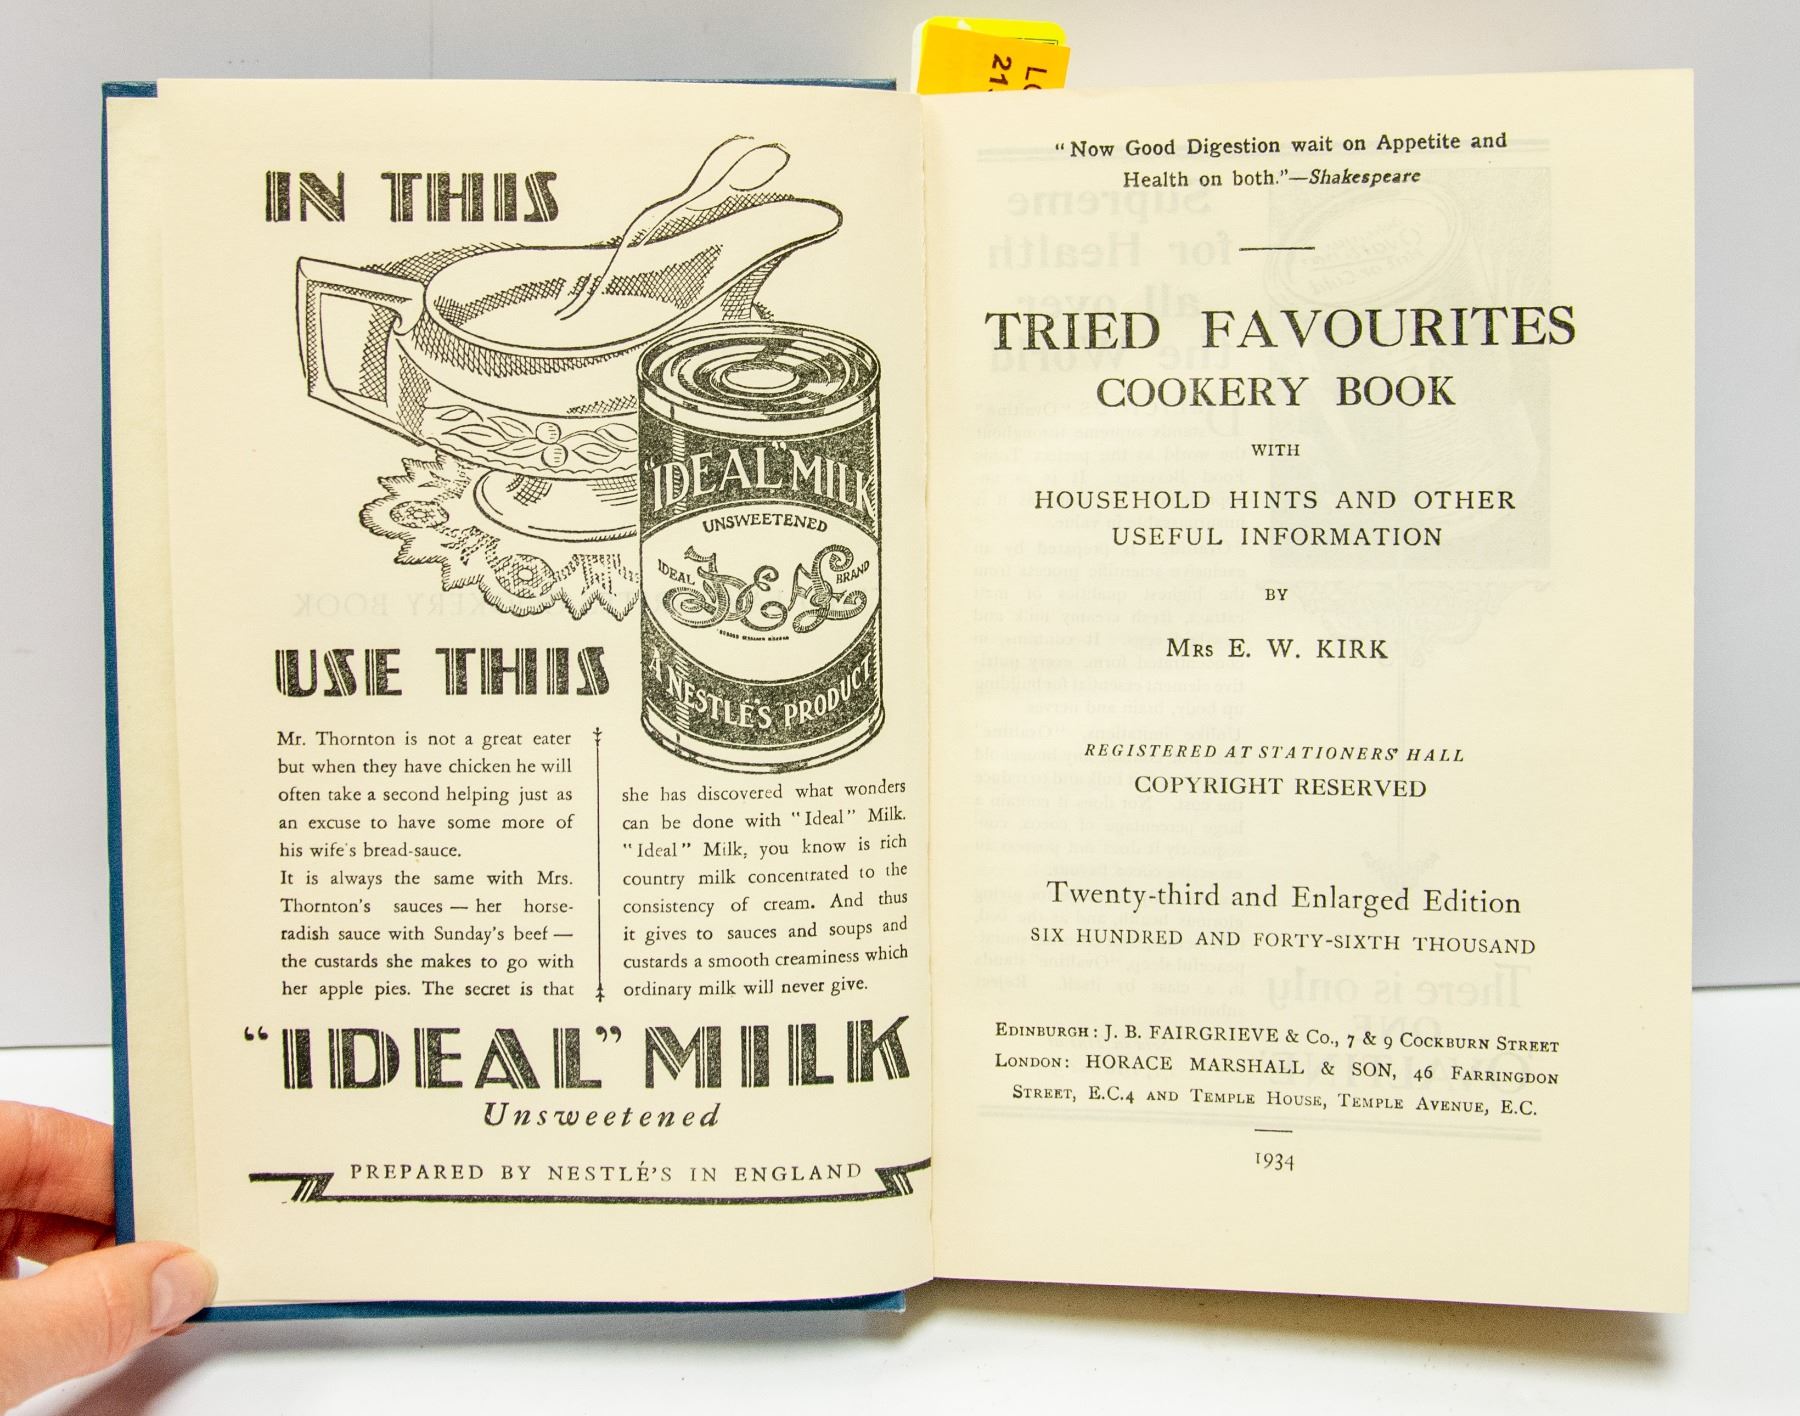 IN THIS
"IDEAL" MILK
UNSWEETENED
IDEAL
BRAND
A NESTLÉ'S PRODUCT
USE THIS
Mr. Thornton is not a great eater
but when they have chicken he will
often take a second helping just as
an excuse to have some more of
his wife's bread-sauce.
It is always the same with Mrs.
Thornton's sauces — her horse-
radish sauce with Sunday's beef —
the custards she makes to go with
her apple pies. The secret is that
she has discovered what wonders
can be done with "Ideal" Milk.
"Ideal" Milk, you know is rich
country milk concentrated to the
consistency of cream. And thus
it gives to sauces and soups and
custards a smooth creaminess which
ordinary milk will never give.
"IDEAL" MILK
Unsweetened
PREPARED BY NESTLÉ'S IN ENGLAND
"Now Good Digestion wait on Appetite and
Health on both."—Shakespeare
TRIED FAVOURITES
COOKERY BOOK
WITH
HOUSEHOLD HINTS AND OTHER
USEFUL INFORMATION
BY
MRS E. W. KIRK
REGISTERED AT STATIONERS' HALL
COPYRIGHT RESERVED
Twenty-third and Enlarged Edition
SIX HUNDRED AND FORTY-SIXTH THOUSAND
EDINBURGH: J. B. FAIRGRIEVE & CO., 7 & 9 COCKBURN STREET
LONDON: HORACE MARSHALL & SON, 46 FARRINGDON
STREET, E.C.4 AND TEMPLE HOUSE, TEMPLE AVENUE, E.C.
1934